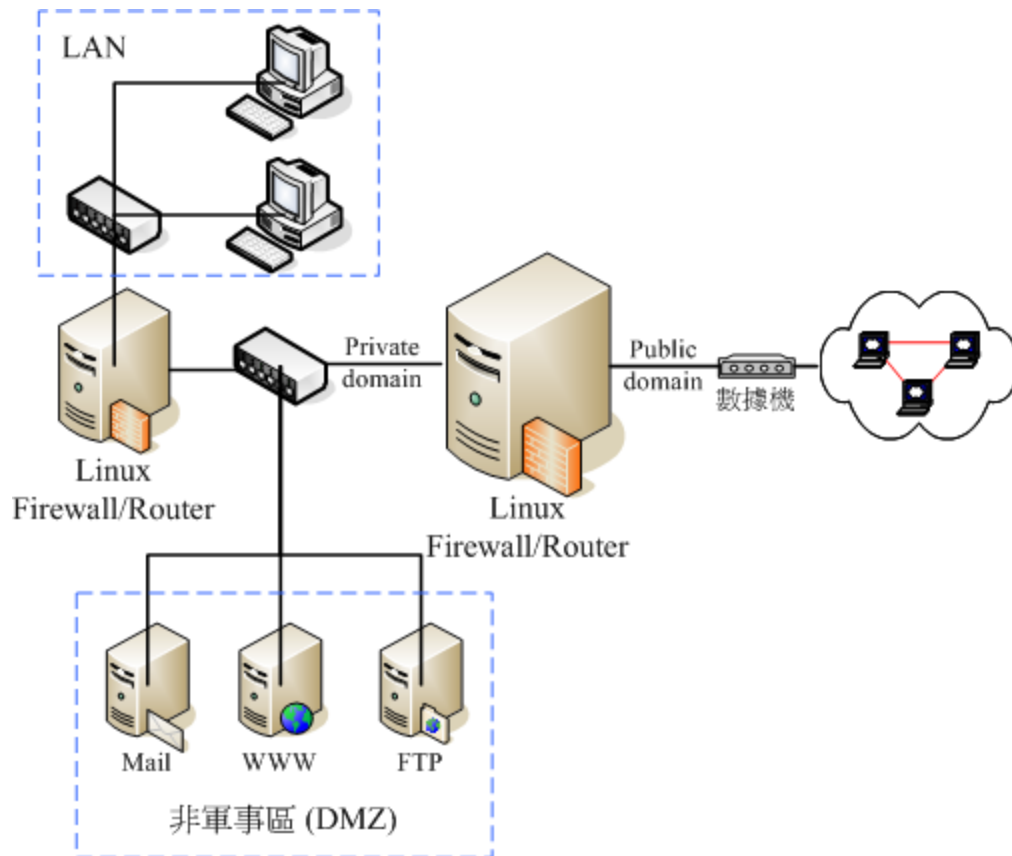 LAN
Private
domain
Public
domain
數據機
Linux
Firewall/Router
Linux
Firewall/Router
Mail
WWW
FTP
非軍事區 (DMZ)